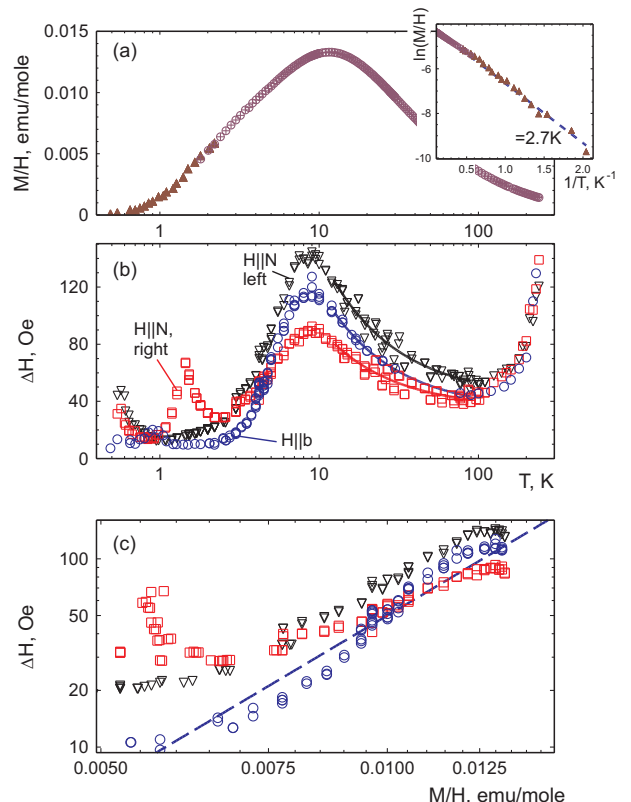 (a)
M/H, emu/mole
0.015
0.010
0.005
0
1
10
100
ln(M/H)
-6
-8
-10
=2.7K
0.5
1.0
1.5
2.0
1/T, K⁻¹
(b)
ΔH, Oe
120
80
40
0
H||N
left
H||N,
right
H||b
1
10
100
T, K
(c)
ΔH, Oe
100
50
20
10
0.0050
0.0075
0.0100
0.0125
M/H, emu/mole